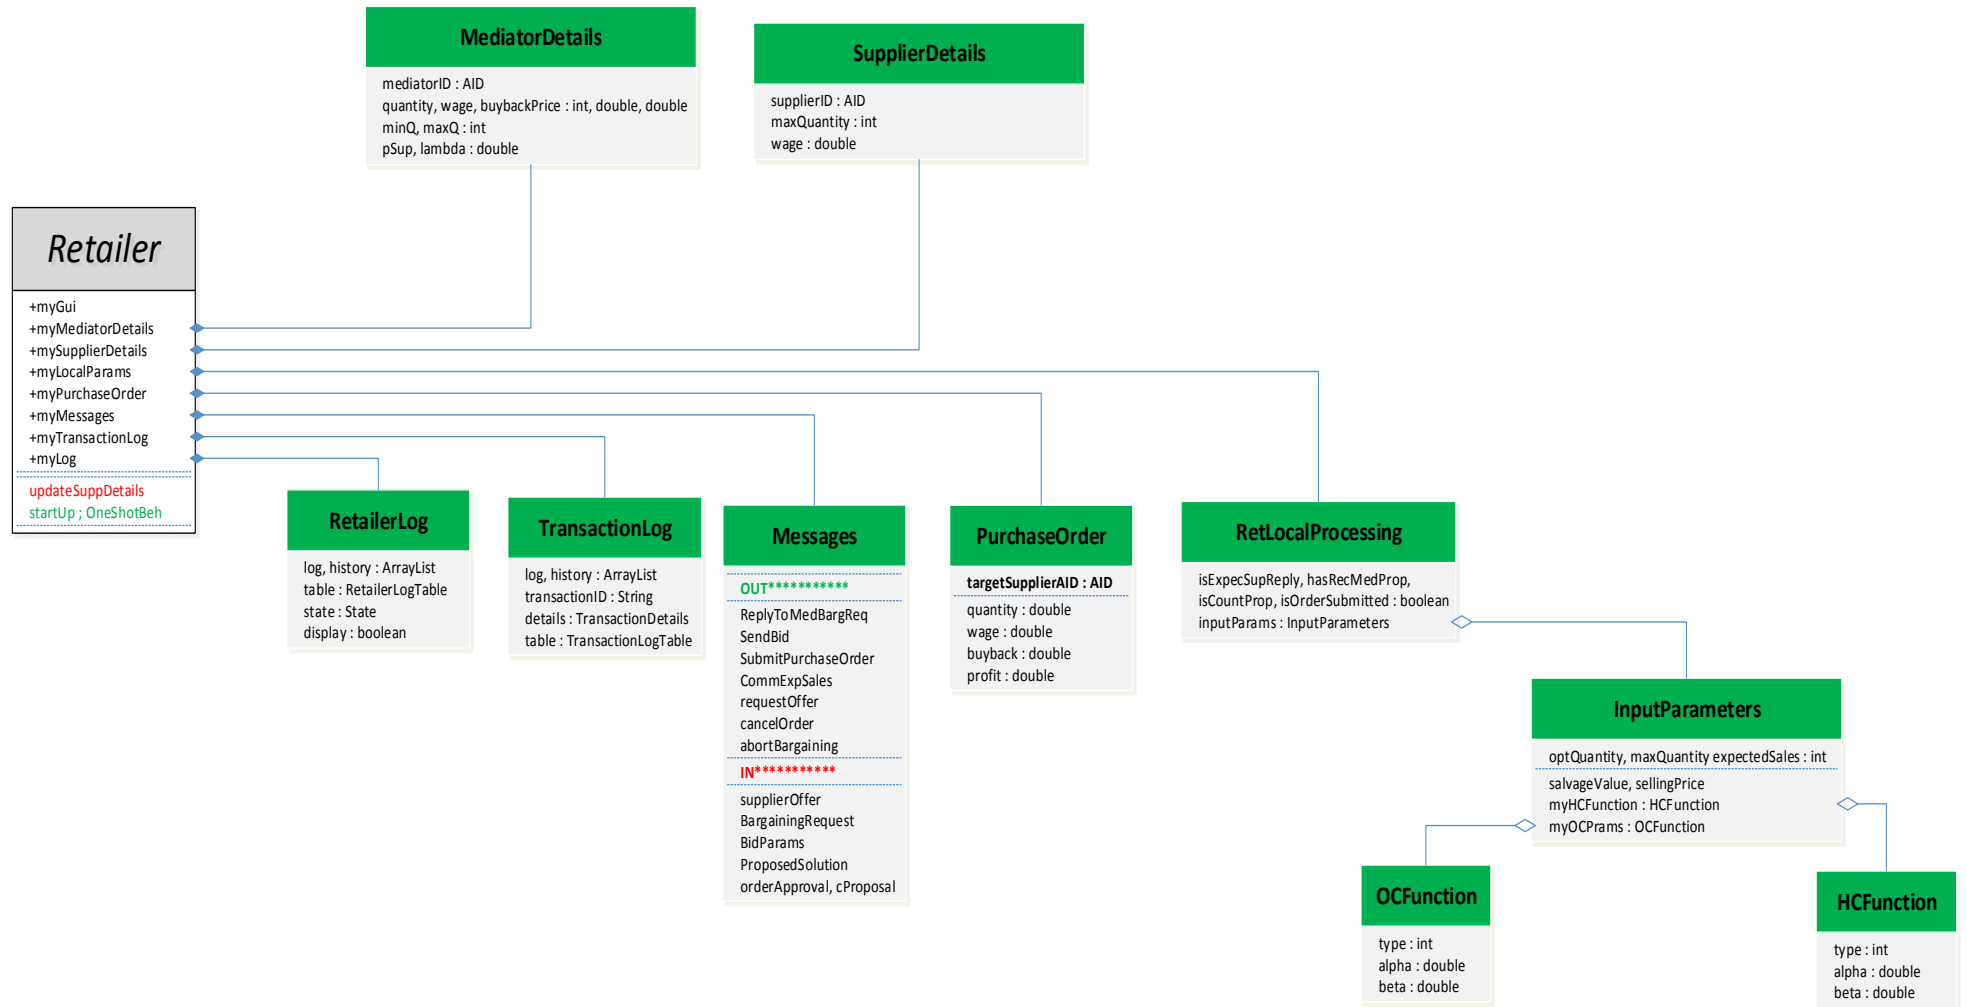 MediatorDetails
mediatorID : AID
quantity, wage, buybackPrice : int, double, double
minQ, maxQ : int
pSup, lambda : double
SupplierDetails
supplierID : AID
maxQuantity : int
wage : double
Retailer
+myGui
+myMediatorDetails
+mySupplierDetails
+myLocalParams
+myPurchaseOrder
+myMessages
+myTransactionLog
+myLog
updateSuppDetails
startUp ; OneShotBeh
RetailerLog
log, history : ArrayList
table : RetailerLogTable
state : State
display : boolean
TransactionLog
log, history : ArrayList
transactionID : String
details : TransactionDetails
table : TransactionLogTable
Messages
OUT***********
ReplyToMedBargReq
SendBid
SubmitPurchaseOrder
CommExpSales
requestOffer
cancelOrder
abortBargaining
IN***********
supplierOffer
BargainingRequest
BidParams
ProposedSolution
orderApproval, cProposal
PurchaseOrder
targetSupplierAID : AID
quantity : double
wage : double
buyback : double
profit : double
RetLocalProcessing
isExpecSupReply, hasRecMedProp,
isCountProp, isOrderSubmitted : boolean
inputParams : InputParameters
InputParameters
optQuantity, maxQuantity expectedSales : int
salvageValue, sellingPrice
myHCFunction : HCFunction
myOCPrams : OCFunction
OCFunction
type : int
alpha : double
beta : double
HCFunction
type : int
alpha : double
beta : double